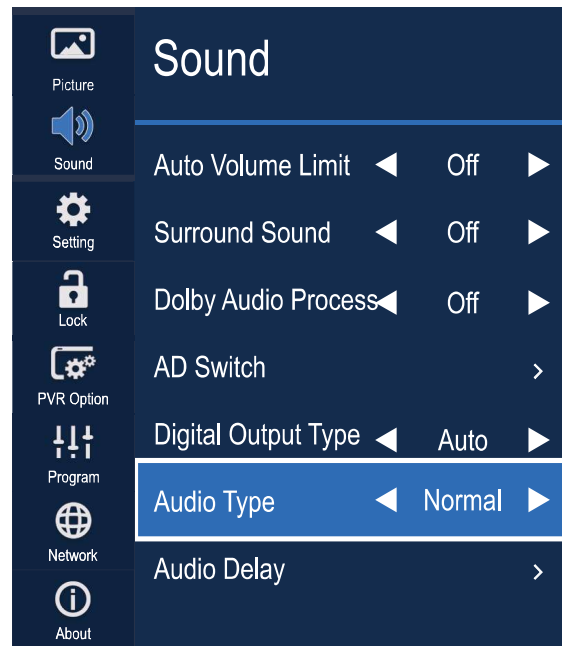 Picture
Sound
Setting
Lock
PVR Option
Program
Network
About
Sound
Auto Volume Limit Off
Surround Sound Off
Dolby Audio Process Off
AD Switch
Digital Output Type Auto
Audio Type Normal
Audio Delay